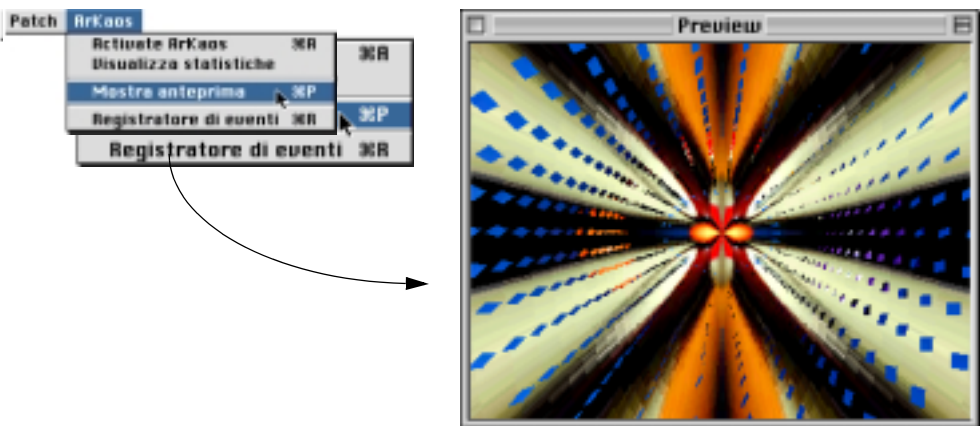 Patch ArKaos
Activate ArKaos ⌘A
Visualizza statistiche
Mostra anteprima ⌘P
Registratore di eventi ⌘R
⌘A
⌘P
Registratore di eventi ⌘R
Preview